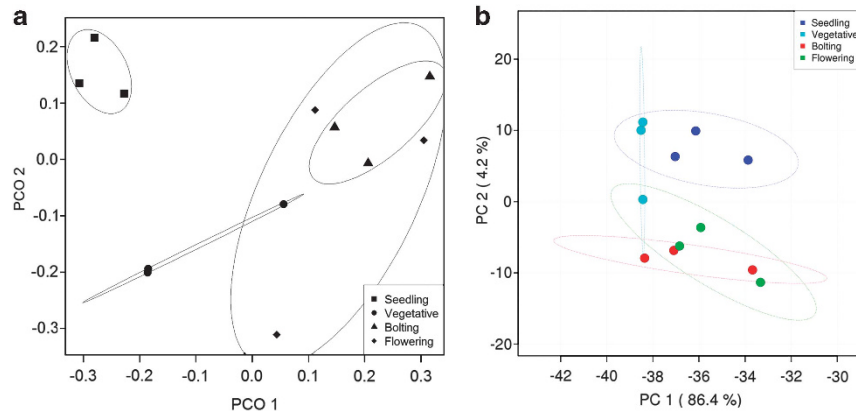 a
0.2
0.1
0.0
-0.1
-0.2
-0.3
PCO 2
-0.3 -0.2 -0.1 0.0 0.1 0.2 0.3
PCO 1
Seedling
Vegetative
Bolting
Flowering
b
20
10
0
-10
-20
PC 2 ( 4.2 %)
-42 -40 -38 -36 -34 -32 -30
PC 1 ( 86.4 %)
Seedling
Vegetative
Bolting
Flowering